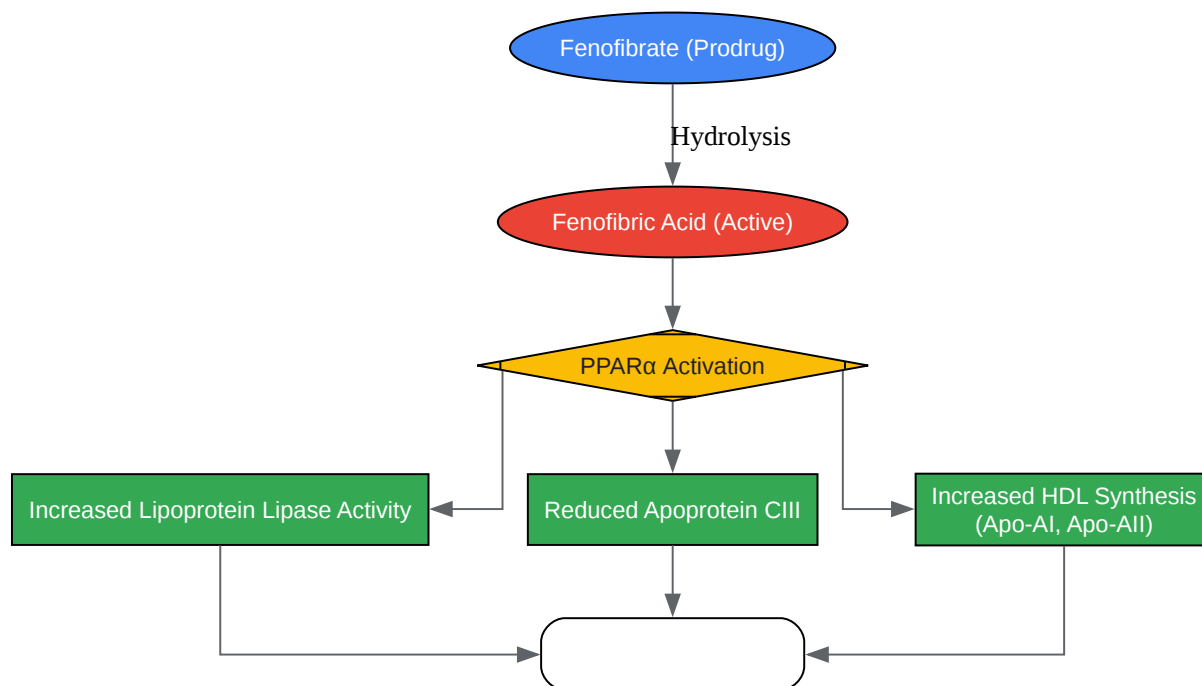 Fenofibrate (Prodrug)
Hydrolysis
Fenofibric Acid (Active)
PPARα Activation
Increased Lipoprotein Lipase Activity
Reduced Apoprotein CIII
Increased HDL Synthesis
(Apo-AI, Apo-AII)